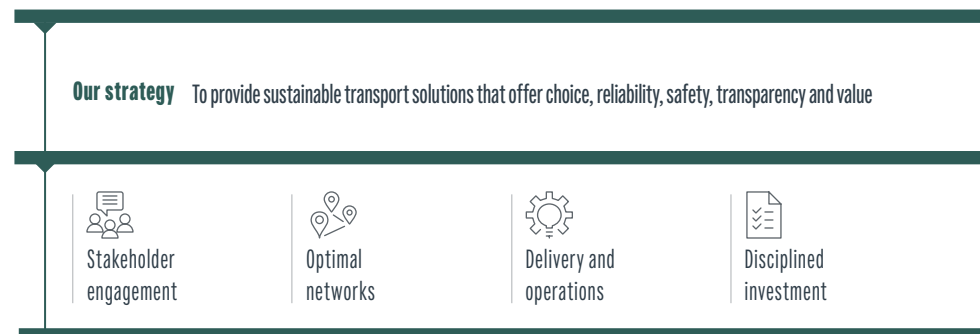 Our strategy To provide sustainable transport solutions that offer choice, reliability, safety, transparency and value
Stakeholder
engagement
Optimal
networks
Delivery and
operations
Disciplined
investment